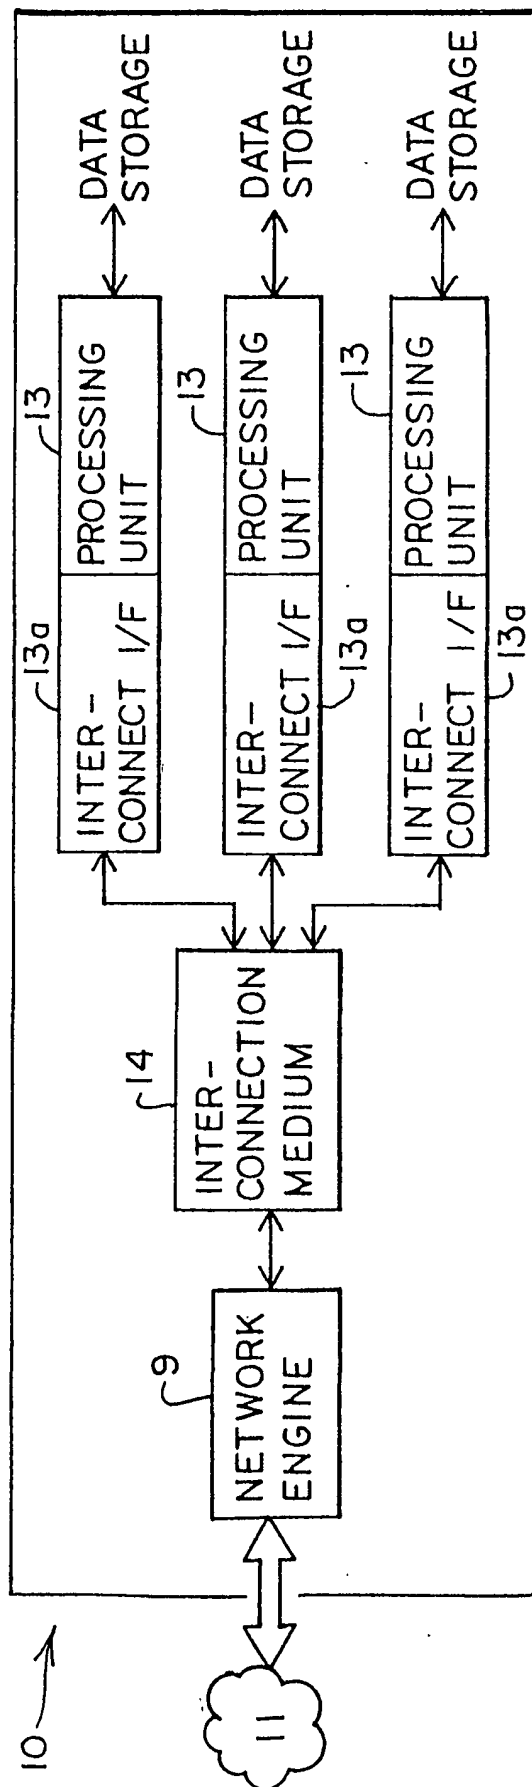 10
11
9
NETWORK
ENGINE
14
INTER-
CONNECTION
MEDIUM
13a
13
INTER-
CONNECT I/F
PROCESSING
UNIT
DATA
STORAGE
13
INTER-
CONNECT I/F
13a
PROCESSING
UNIT
DATA
STORAGE
13
INTER-
CONNECT I/F
13a
PROCESSING
UNIT
DATA
STORAGE